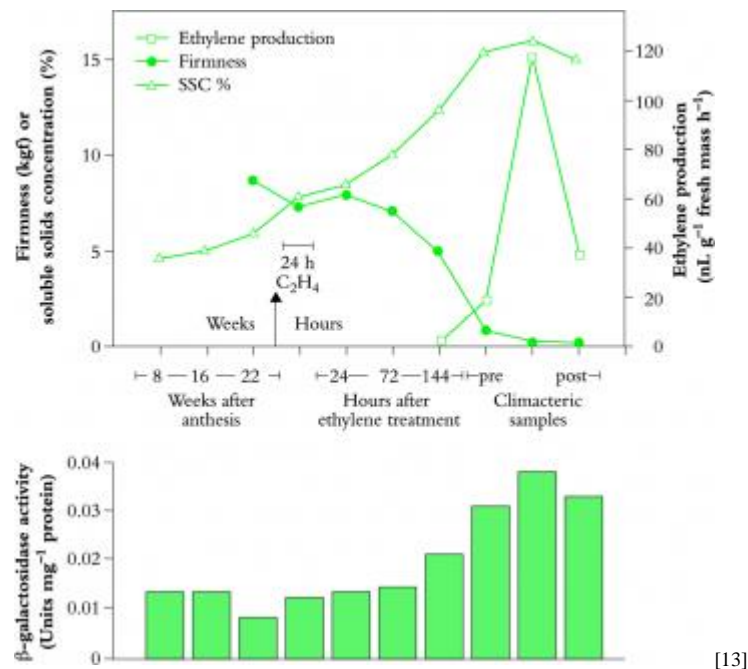 Ethylene production
Firmness
SSC %
15
10
5
0
Firmness (kgf) or
soluble solids concentration (%)
120
100
80
60
40
20
0
Ethylene production
(nL g⁻¹ fresh mass h⁻¹)
24 h
C₂H₄
Weeks
Hours
8 — 16 — 22
24— 72 —144
pre
post
Weeks after
anthesis
Hours after
ethylene treatment
Climacteric
samples
0.04
0.03
0.02
0.01
0
β-galactosidase activity
(Units mg⁻¹ protein)
[13]